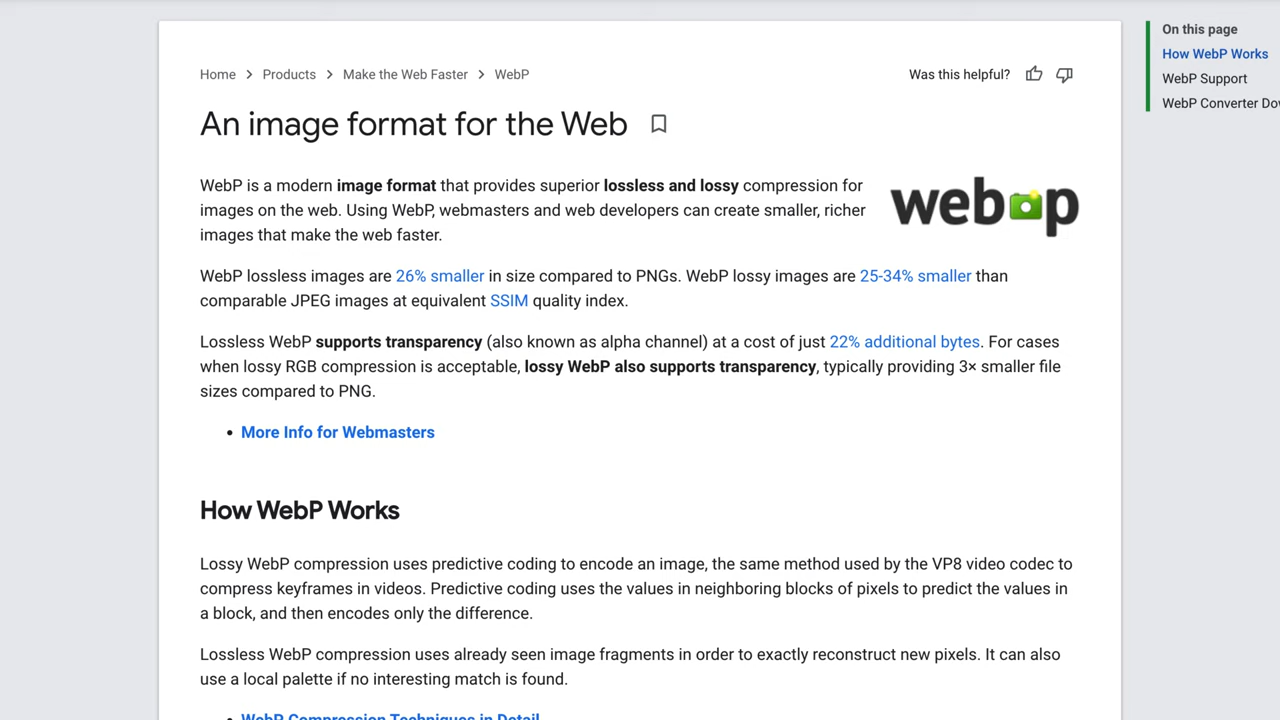 Home > Products > Make the Web Faster > WebP
Was this helpful?
On this page
How WebP Works
WebP Support
WebP Converter
An image format for the Web
WebP is a modern image format that provides superior lossless and lossy compression for
images on the web. Using WebP, webmasters and web developers can create smaller, richer
images that make the web faster.
webp
WebP lossless images are 26% smaller in size compared to PNGs. WebP lossy images are 25-34% smaller than
comparable JPEG images at equivalent SSIM quality index.
Lossless WebP supports transparency (also known as alpha channel) at a cost of just 22% additional bytes. For cases
when lossy RGB compression is acceptable, lossy WebP also supports transparency, typically providing 3× smaller file
sizes compared to PNG.
• More Info for Webmasters
How WebP Works
Lossy WebP compression uses predictive coding to encode an image, the same method used by the VP8 video codec to
compress keyframes in videos. Predictive coding uses the values in neighboring blocks of pixels to predict the values in
a block, and then encodes only the difference.
Lossless WebP compression uses already seen image fragments in order to exactly reconstruct new pixels. It can also
use a local palette if no interesting match is found.
• WebP Compression Techniques in Detail